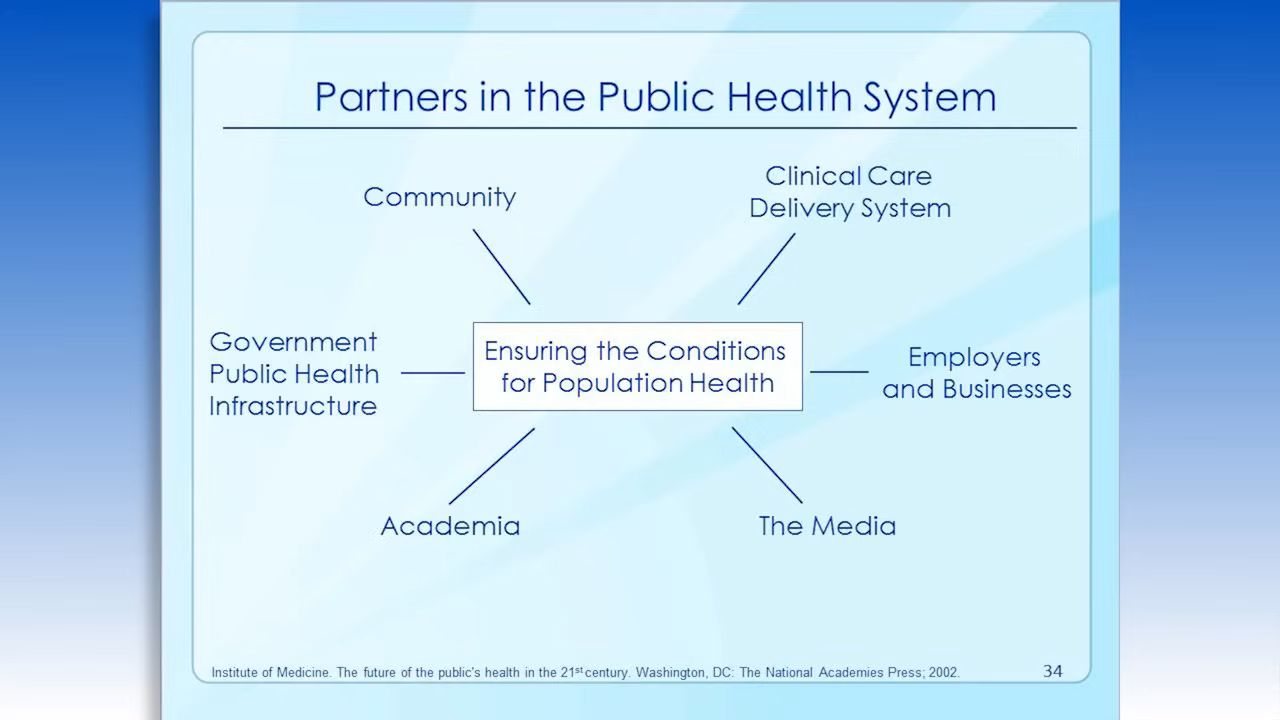 Partners in the Public Health System
Community
Clinical Care
Delivery System
Government
Public Health
Infrastructure
Ensuring the Conditions
for Population Health
Employers
and Businesses
Academia
The Media
Institute of Medicine. The future of the public's health in the 21st century. Washington, DC: The National Academies Press; 2002.
34